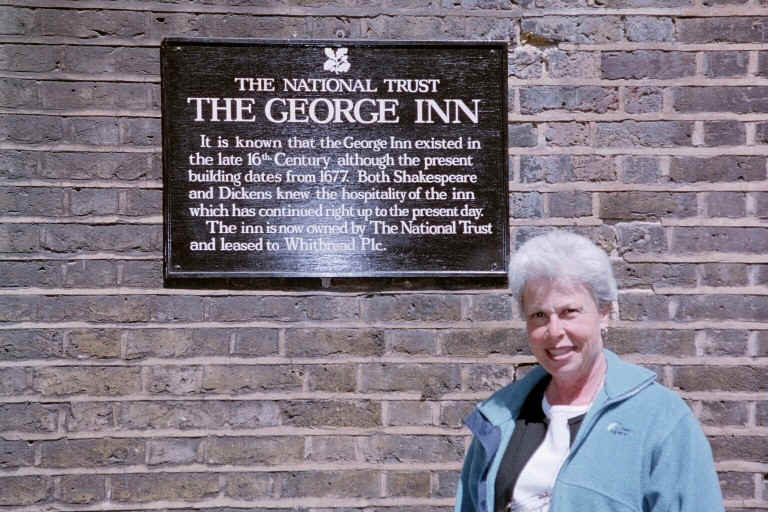 THE NATIONAL TRUST
THE GEORGE INN
It is known that the George Inn existed in
the late 16th Century although the present
building dates from 1677. Both Shakespeare
and Dickens knew the hospitality of the inn
which has continued right up to the present day.
The inn is now owned by The National Trust
and leased to Whitbread Plc.